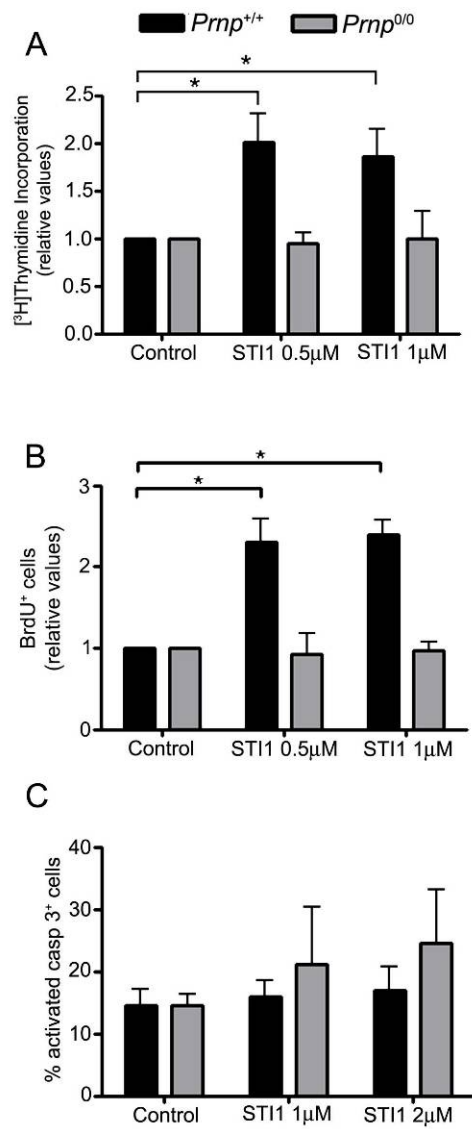 Prnp+/+ Prnp0/0
A
* *
[³H]Thymidine Incorporation
(relative values)
2.5
2.0
1.5
1.0
0.5
0.0
Control STI1 0.5µM STI1 1µM
B
* *
BrdU⁺ cells
(relative values)
3
2
1
0
Control STI1 0.5µM STI1 1µM
C
% activated casp 3⁺ cells
40
30
20
10
0
Control STI1 1µM STI1 2µM